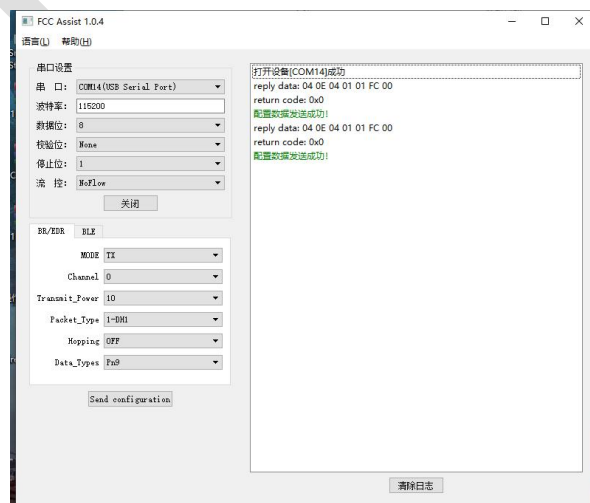 FCC Assist 1.0.4
语言(L) 帮助(H)
串口设置
串 口: COM14(USB Serial Port)
波特率: 115200
数据位: 8
校验位: None
停止位: 1
流 控: NoFlow
关闭
BR/EDR BLE
MODE TX
Channel 0
Transmit_Power 10
Packet_Type 1-DH1
Hopping OFF
Data_Types Pn9
Send configuration
打开设备[COM14]成功
reply data: 04 0E 04 01 01 FC 00
return code: 0x0
配置数据发送成功!
reply data: 04 0E 04 01 01 FC 00
return code: 0x0
配置数据发送成功!
清除日志